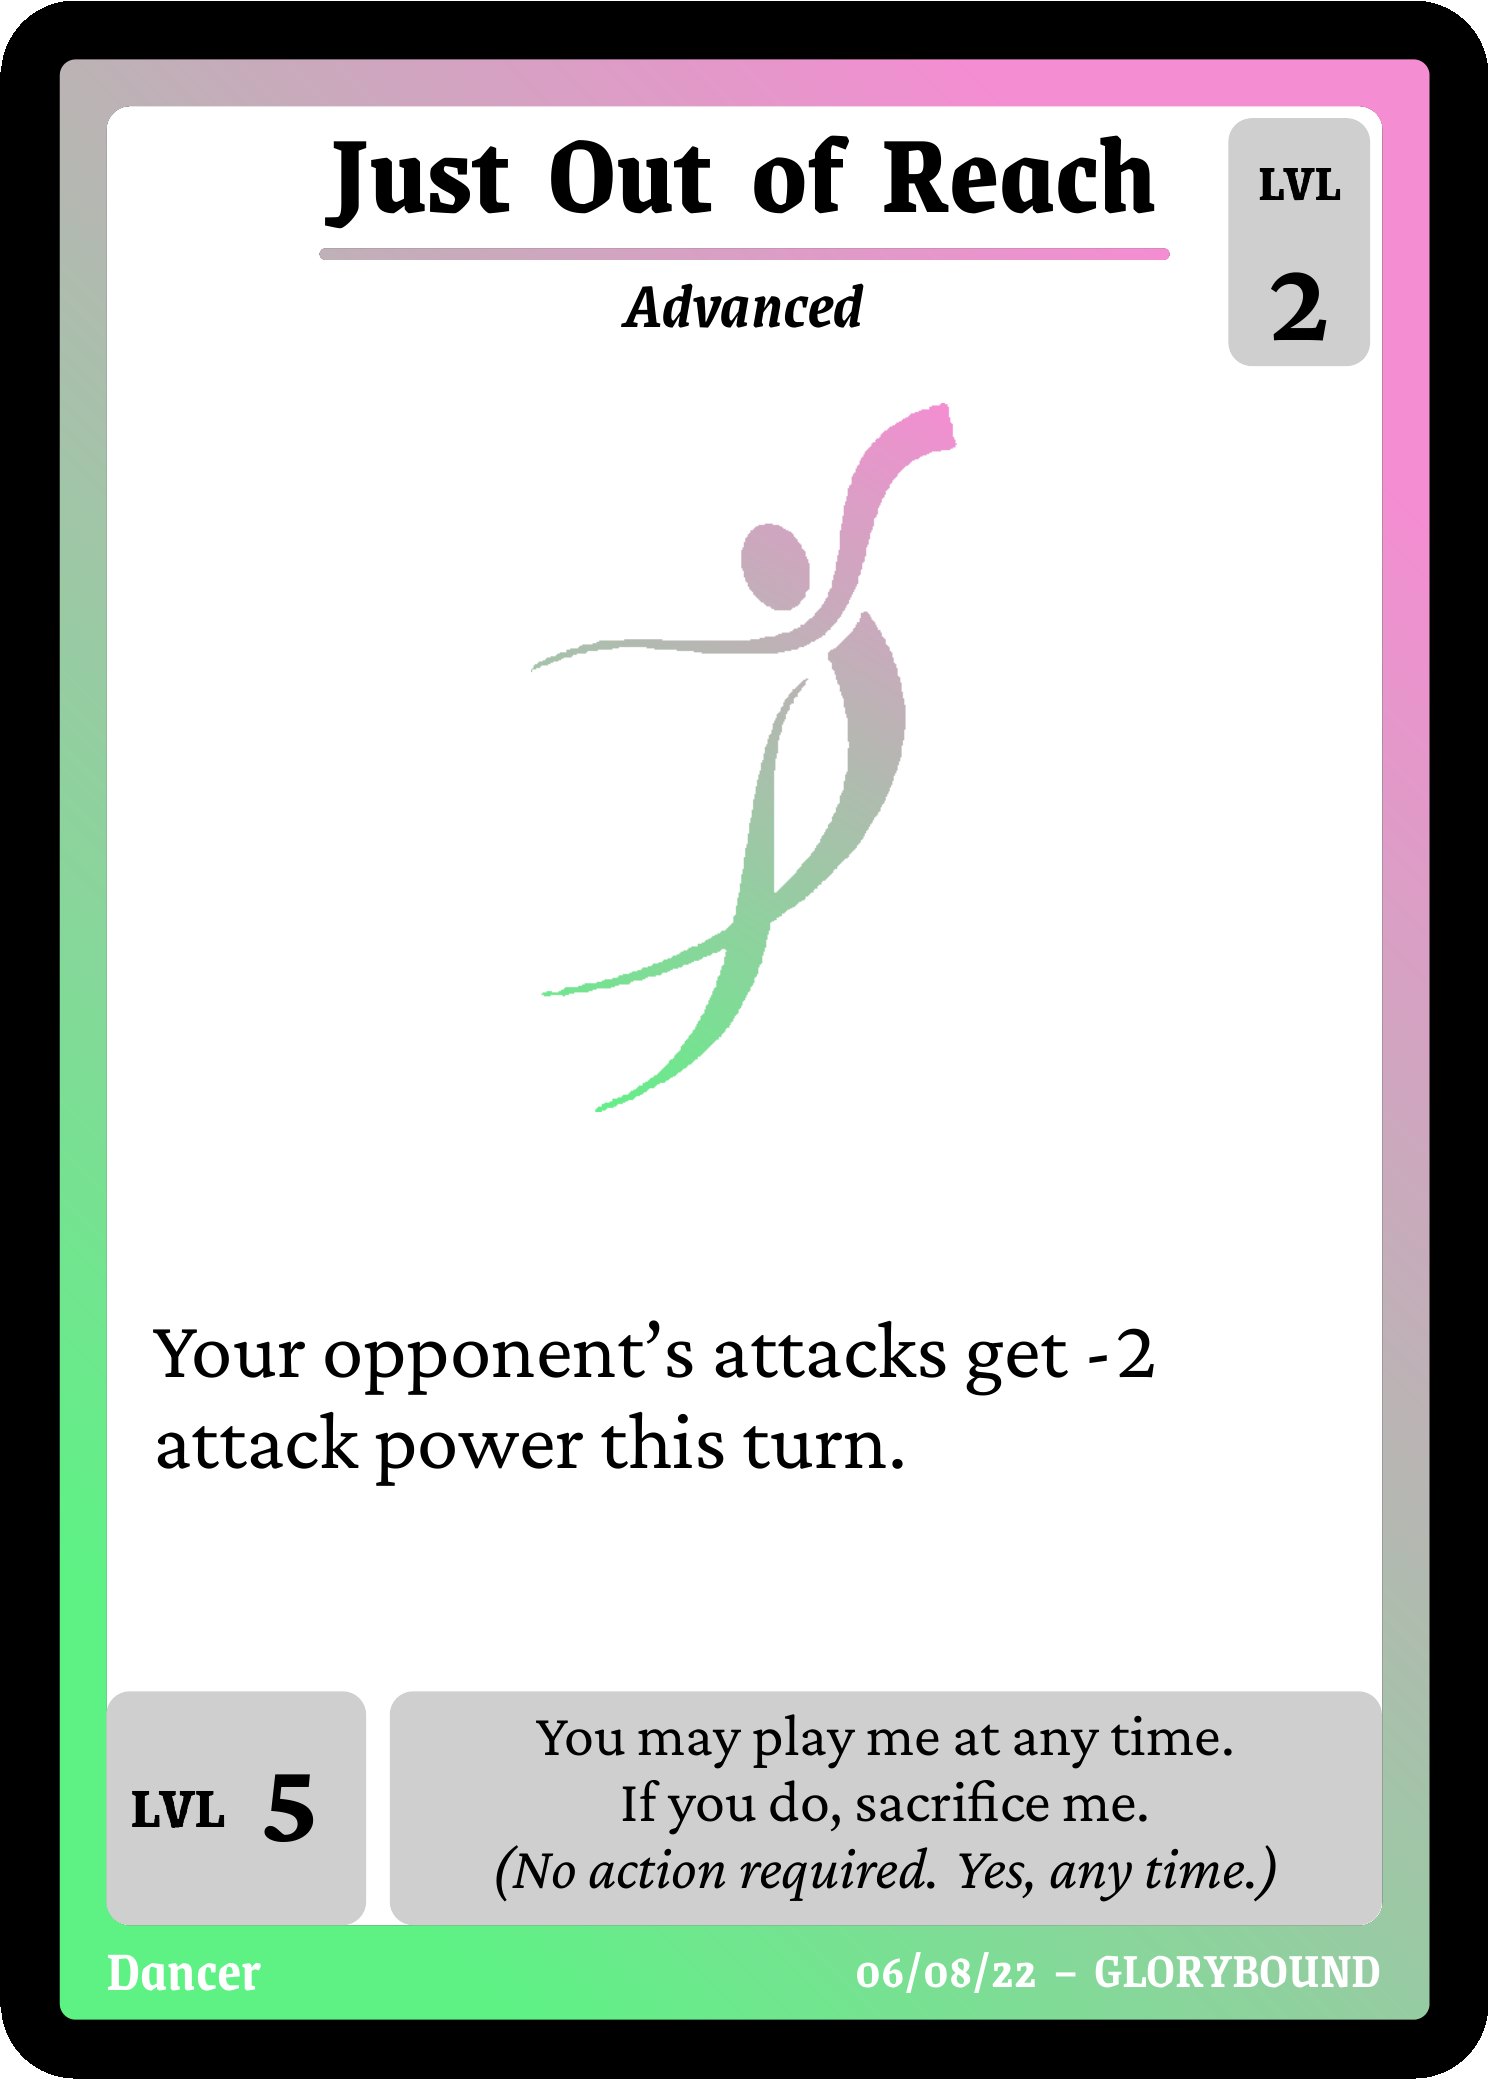 Just Out of Reach
LVL
2
Advanced
Your opponent’s attacks get -2
attack power this turn.
LVL 5
You may play me at any time.
If you do, sacrifice me.
(No action required. Yes, any time.)
Dancer
06/08/22 – GLORYBOUND